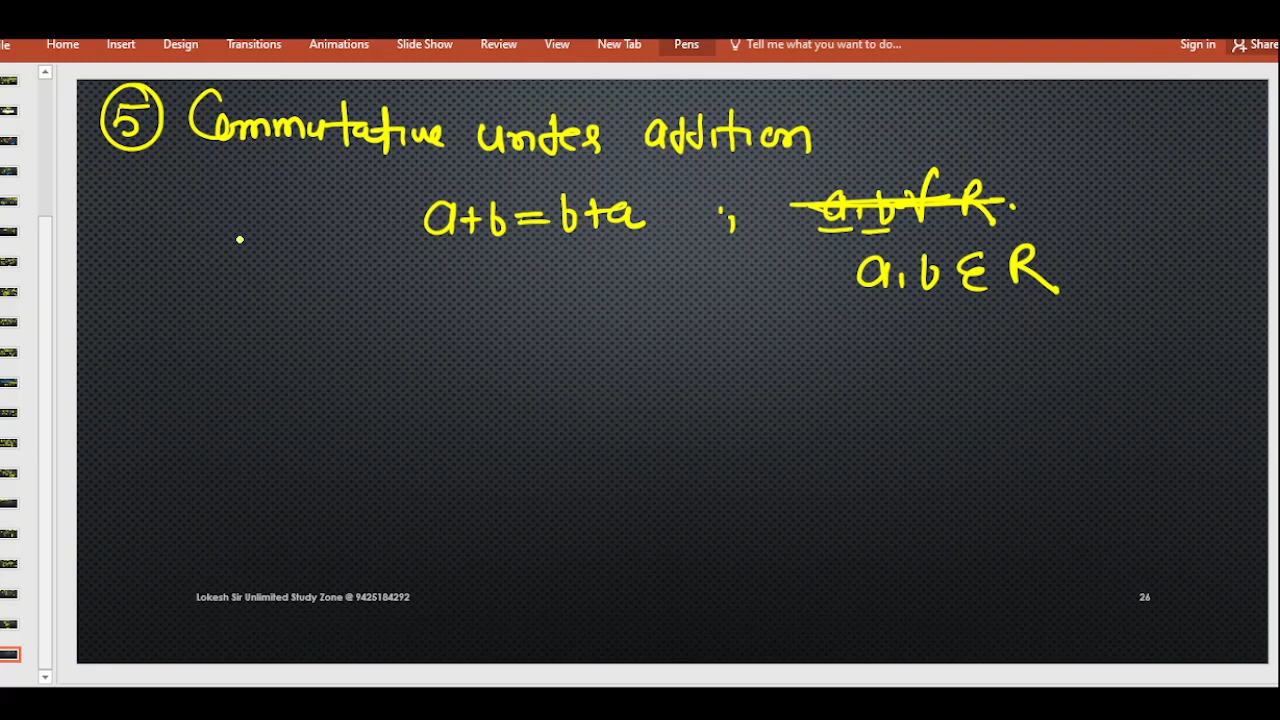 le Home Insert Design Transitions Animations Slide Show Review View New Tab Pens Tell me what you want to do... Sign in Share
⑤ Commutative under addition
a+b=b+a ; a,b ∀ R.
a,b ∈ R
Lokesh Sir Unlimited Study Zone @ 9425184292 26